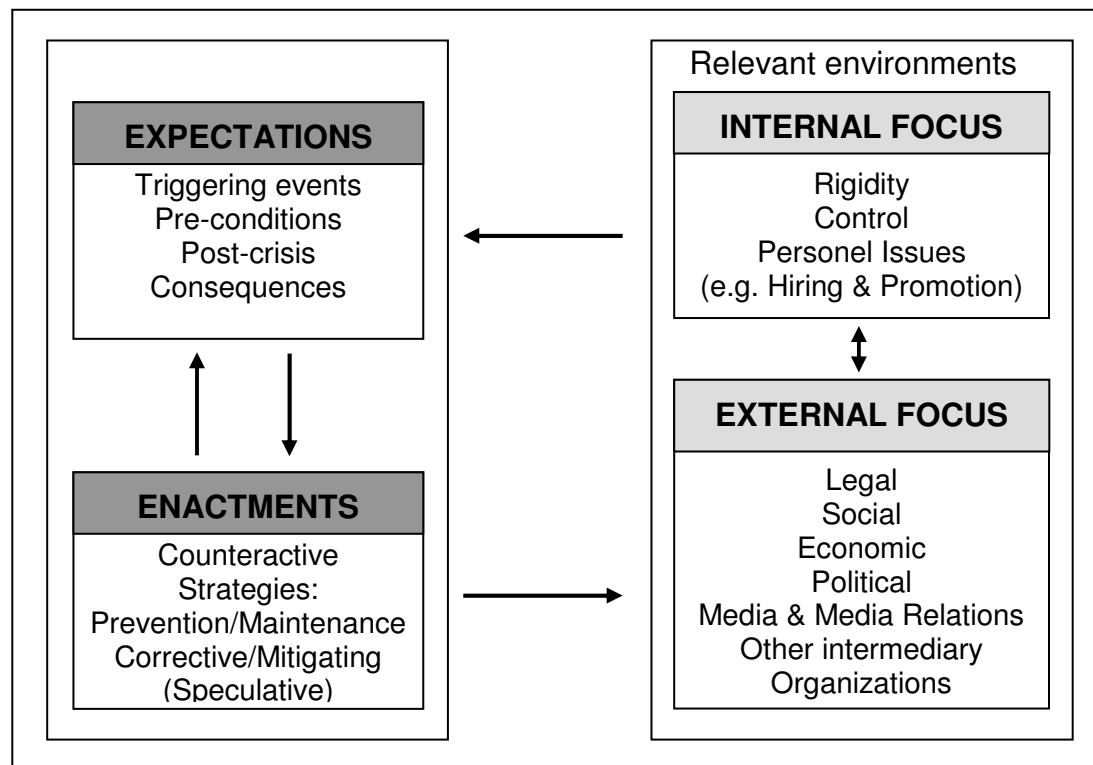 EXPECTATIONS
Triggering events
Pre-conditions
Post-crisis
Consequences
ENACTMENTS
Counteractive
Strategies:
Prevention/Maintenance
Corrective/Mitigating
(Speculative)
Relevant environments
INTERNAL FOCUS
Rigidity
Control
Personel Issues
(e.g. Hiring & Promotion)
EXTERNAL FOCUS
Legal
Social
Economic
Political
Media & Media Relations
Other intermediary
Organizations